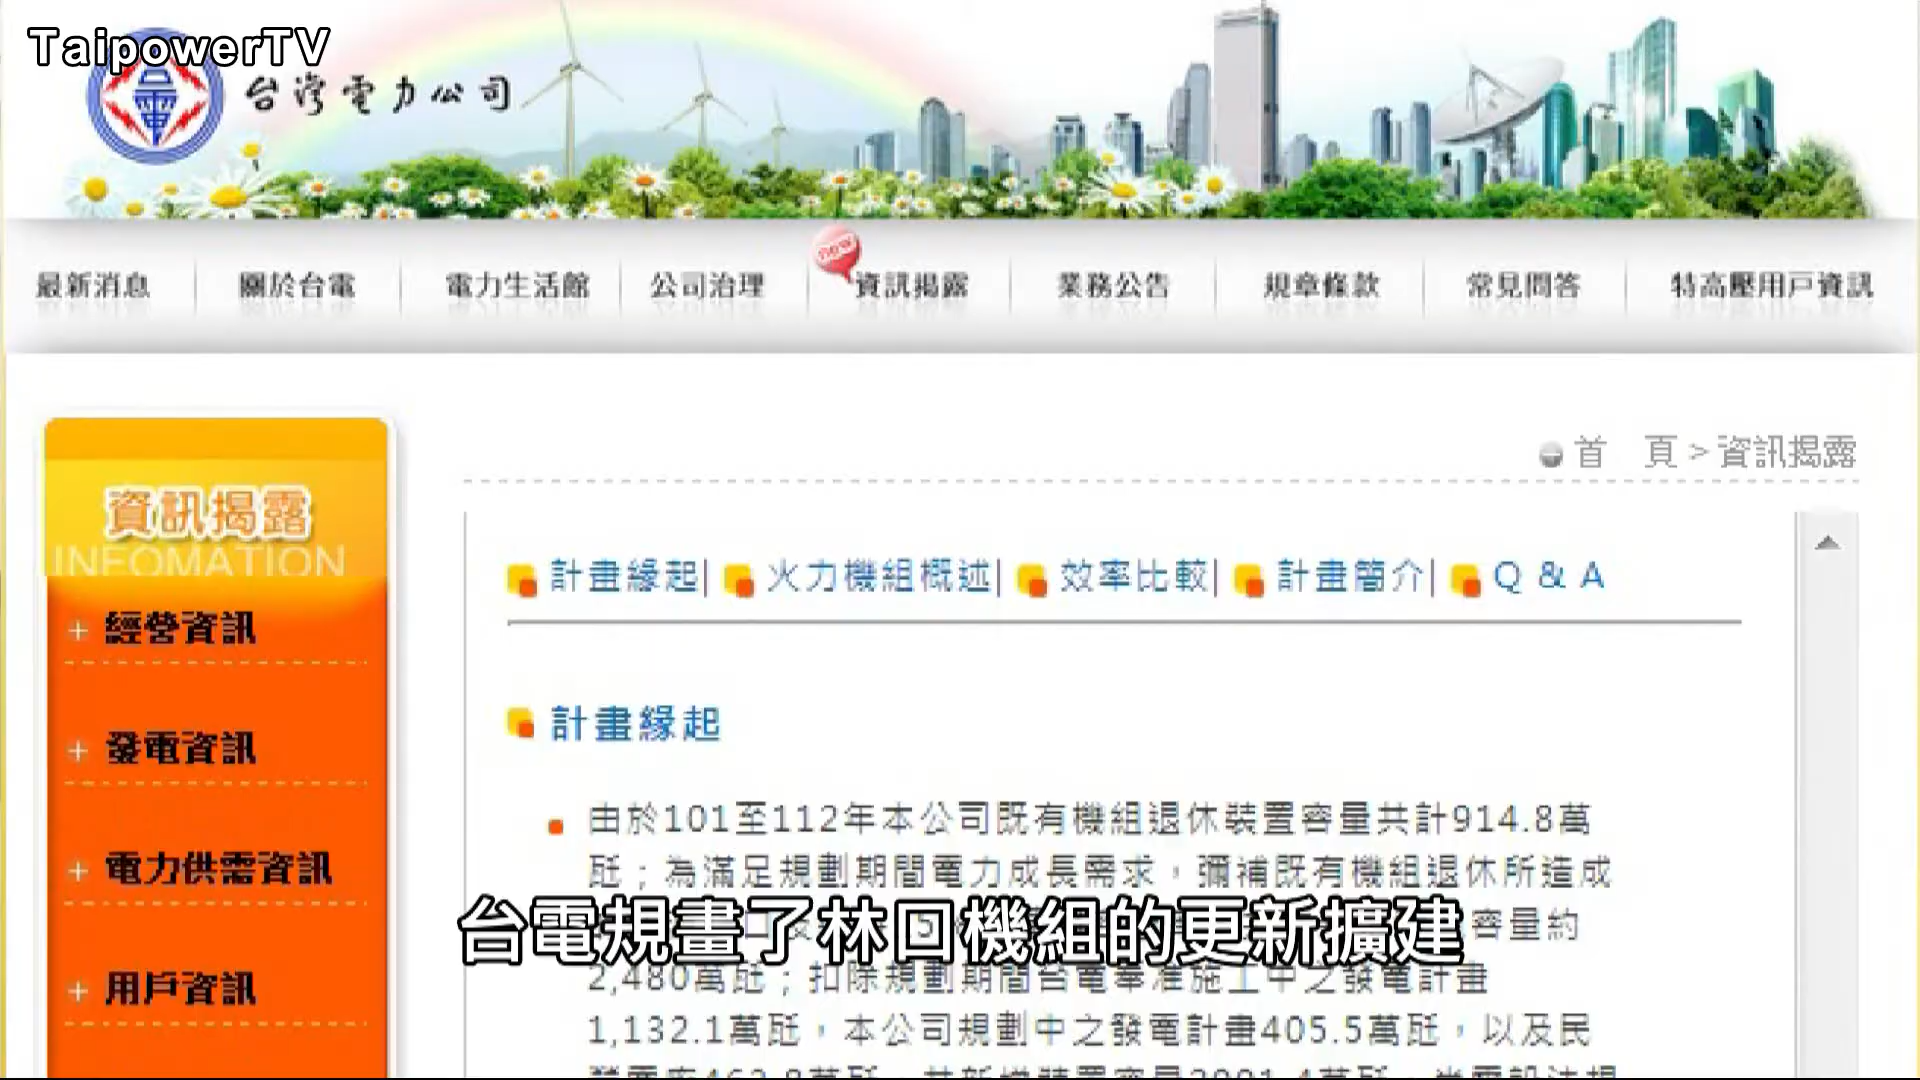 TaipowerTV
台灣電力公司
最新消息
關於台電
電力生活館
公司治理
資訊揭露
業務公告
規章條款
常見問答
特高壓用戶資訊
首 頁 > 資訊揭露
資訊揭露
INFOMATION
+ 經營資訊
+ 發電資訊
+ 電力供需資訊
+ 用戶資訊
計畫緣起| 火力機組概述| 效率比較| 計畫簡介| Q & A
計畫緣起
由於101至112年本公司既有機組退休裝置容量共計914.8萬
瓩；為滿足規劃期間電力成長需求，彌補既有機組退休所造成
容量約
2,480萬瓩；扣除規劃期間台電奉准施工中之發電計畫
1,132.1萬瓩，本公司規劃中之發電計畫405.5萬瓩，以及民
台電規畫了林口機組的更新擴建